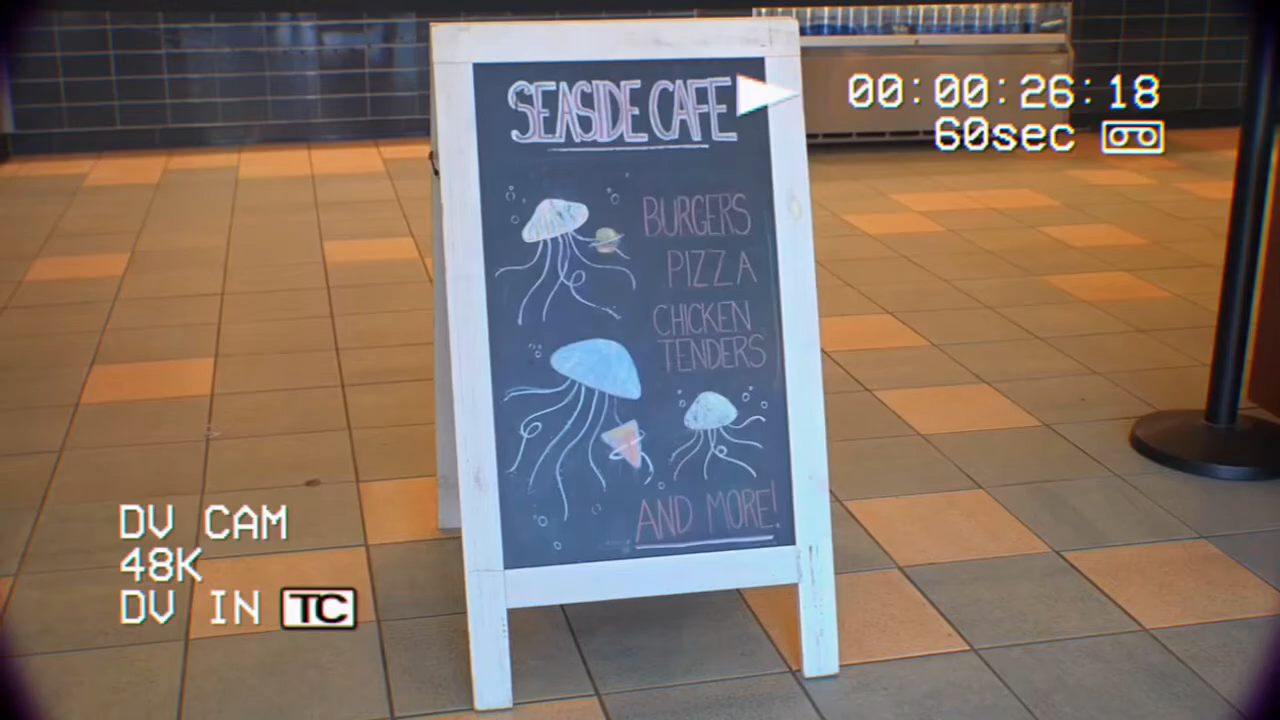 SEASIDE CAFE
00:00:26:18
60sec
BURGERS
PIZZA
CHICKEN
TENDERS
AND MORE!
DV CAM
48K
DV IN TC